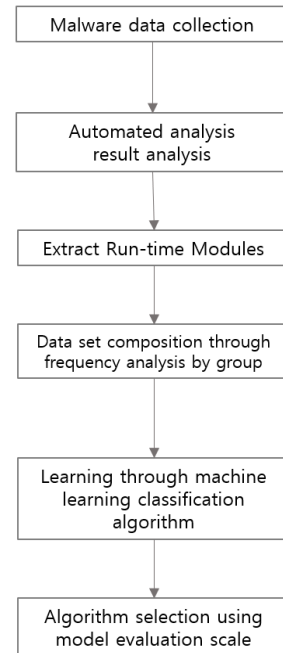 Malware data collection
Automated analysis
result analysis
Extract Run-time Modules
Data set composition through
frequency analysis by group
Learning through machine
learning classification
algorithm
Algorithm selection using
model evaluation scale